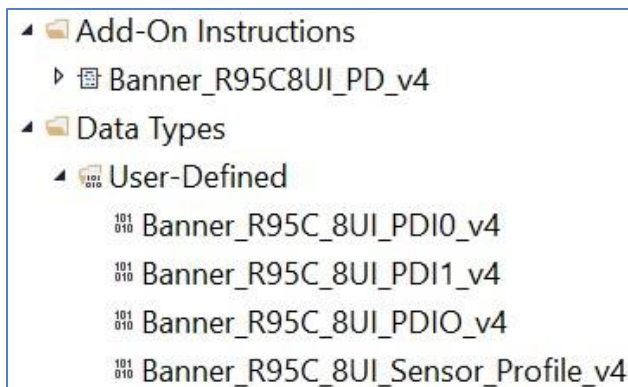 Add-On Instructions
Banner_R95C8UI_PD_v4
Data Types
User-Defined
Banner_R95C_8UI_PDI0_v4
Banner_R95C_8UI_PDI1_v4
Banner_R95C_8UI_PDIO_v4
Banner_R95C_8UI_Sensor_Profile_v4